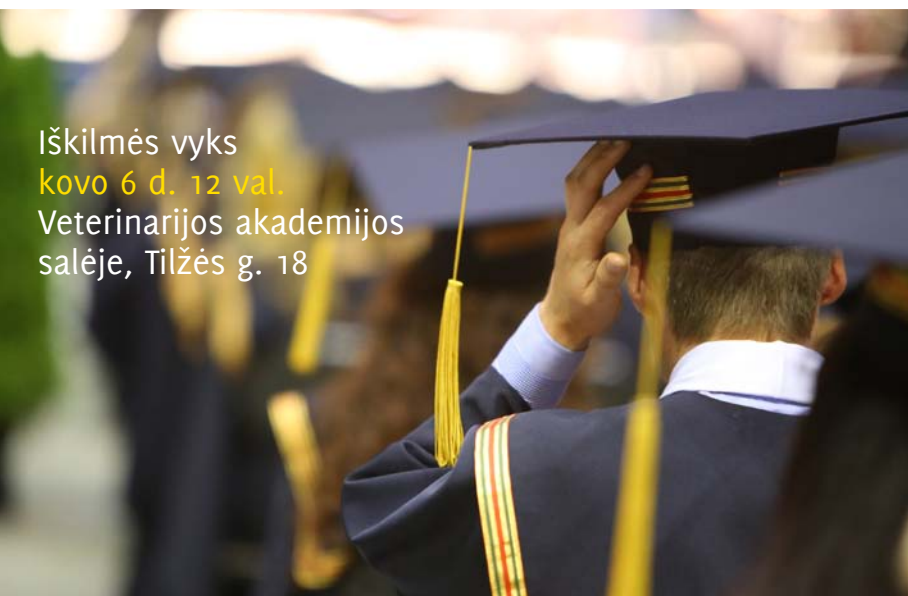 Iškilmės vyks
kovo 6 d. 12 val.
Veterinarijos akademijos
salėje, Tilžės g. 18